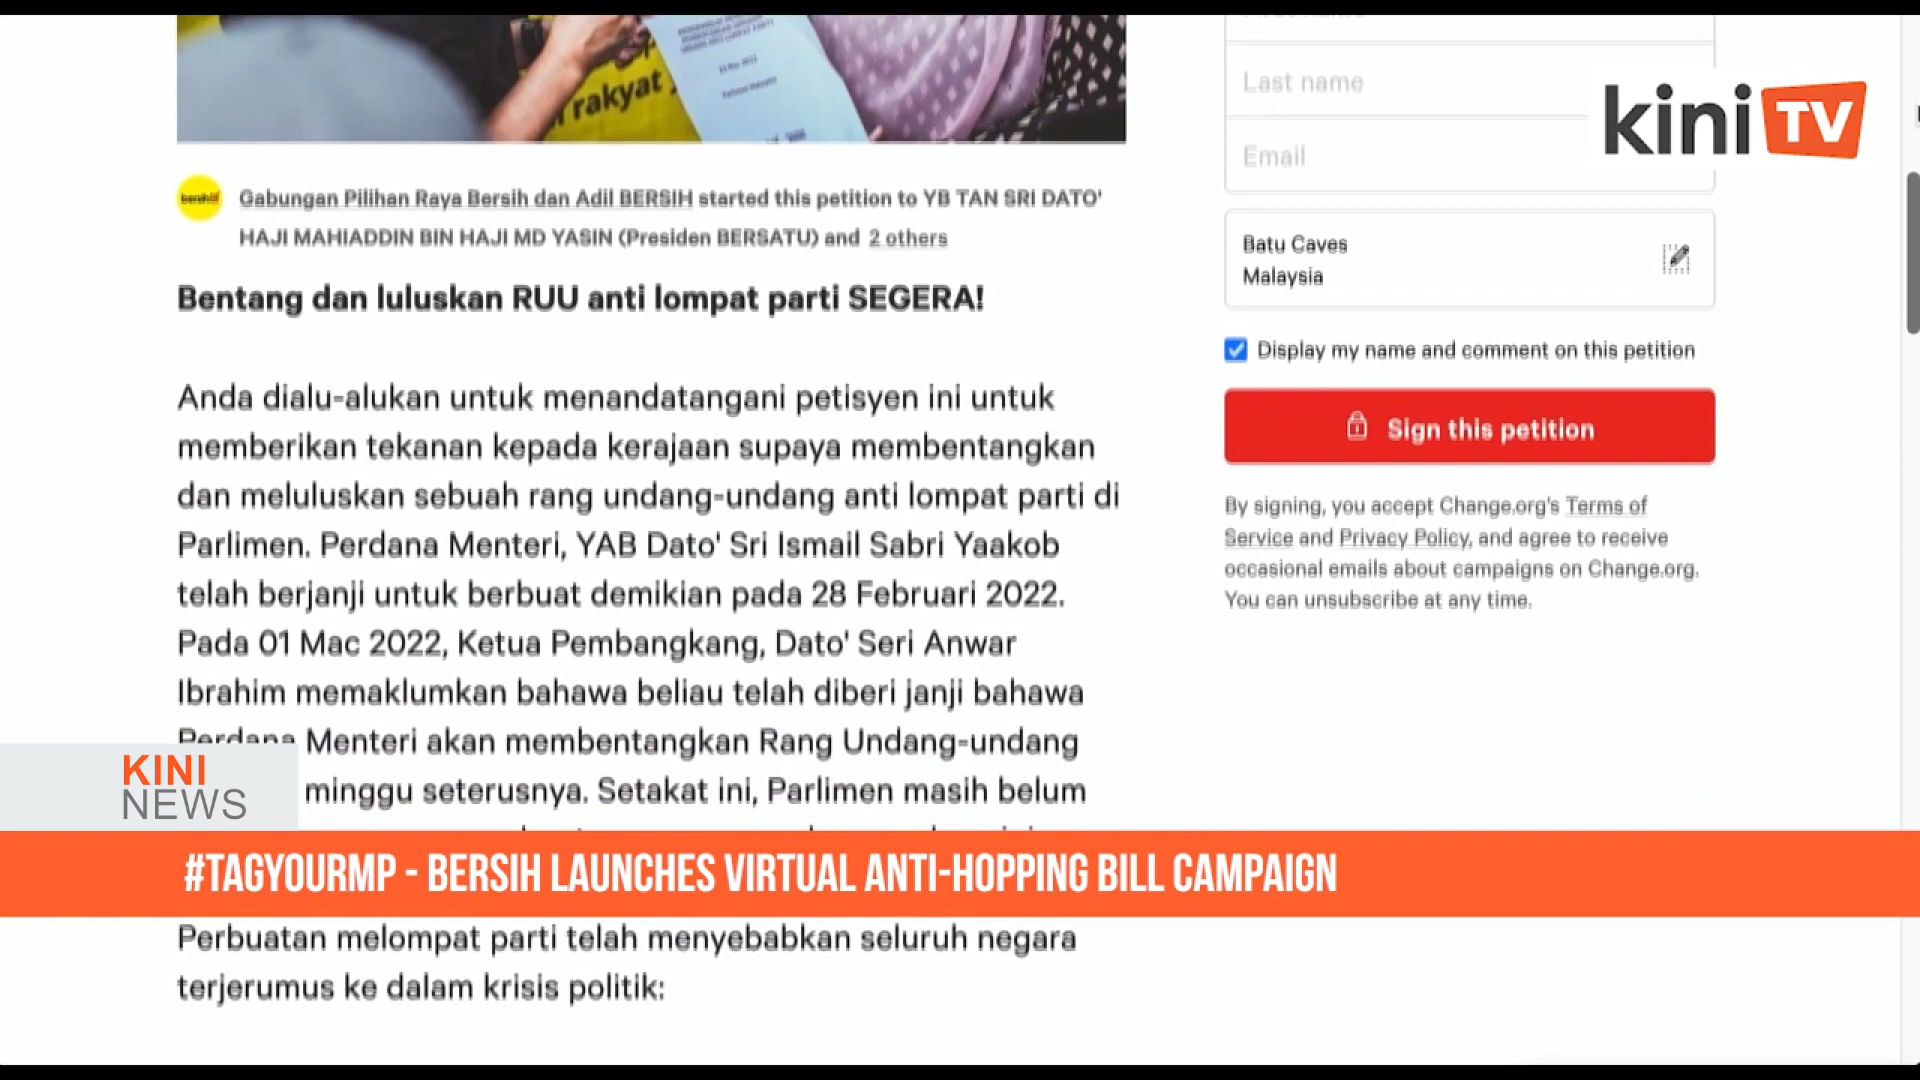 rakyat
Last name
kini TV
Email
bersih
Gabungan Pilihan Raya Bersih dan Adil BERSIH started this petition to YB TAN SRI DATO'
HAJI MAHIADDIN BIN HAJI MD YASIN (Presiden BERSATU) and 2 others
Bentang dan luluskan RUU anti lompat parti SEGERA!
Anda dialu-alukan untuk menandatangani petisyen ini untuk
memberikan tekanan kepada kerajaan supaya membentangkan
dan meluluskan sebuah rang undang-undang anti lompat parti di
Parlimen. Perdana Menteri, YAB Dato' Sri Ismail Sabri Yaakob
telah berjanji untuk berbuat demikian pada 28 Februari 2022.
Pada 01 Mac 2022, Ketua Pembangkang, Dato' Seri Anwar
Ibrahim memaklumkan bahawa beliau telah diberi janji bahawa
Perdana Menteri akan membentangkan Rang Undang-undang
minggu seterusnya. Setakat ini, Parlimen masih belum
Batu Caves
Malaysia
Display my name and comment on this petition
Sign this petition
By signing, you accept Change.org's Terms of
Service and Privacy Policy, and agree to receive
occasional emails about campaigns on Change.org.
You can unsubscribe at any time.
KINI
NEWS
#TAGYOURMP - BERSIH LAUNCHES VIRTUAL ANTI-HOPPING BILL CAMPAIGN
Perbuatan melompat parti telah menyebabkan seluruh negara
terjerumus ke dalam krisis politik: